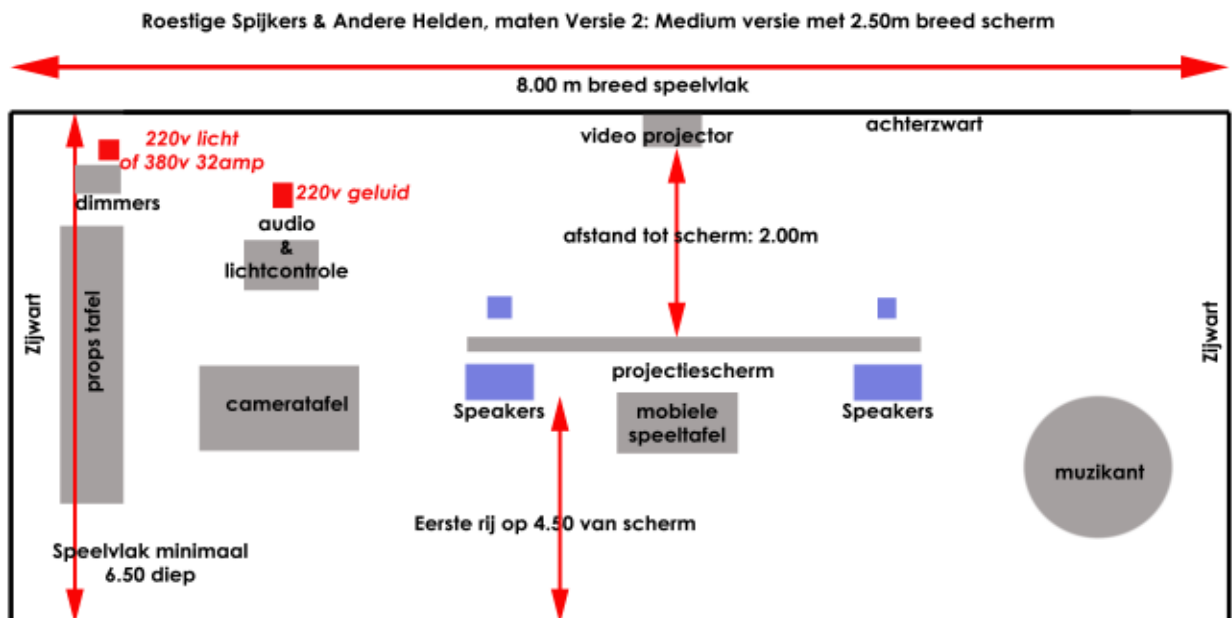 Roestige Spijkers & Andere Helden, maten Versie 2: Medium versie met 2.50m breed scherm
8.00 m breed speelvlak
achterzwart
video projector
220v licht
of 380v 32amp
dimmers
220v geluid
audio
&
lichtcontrole
afstand tot scherm: 2.00m
Zijwart
props tafel
Zijwart
projectiescherm
cameratafel
Speakers
mobiele
speeltafel
Speakers
muzikant
Eerste rij op 4.50 van scherm
Speelvlak minimaal
6.50 diep